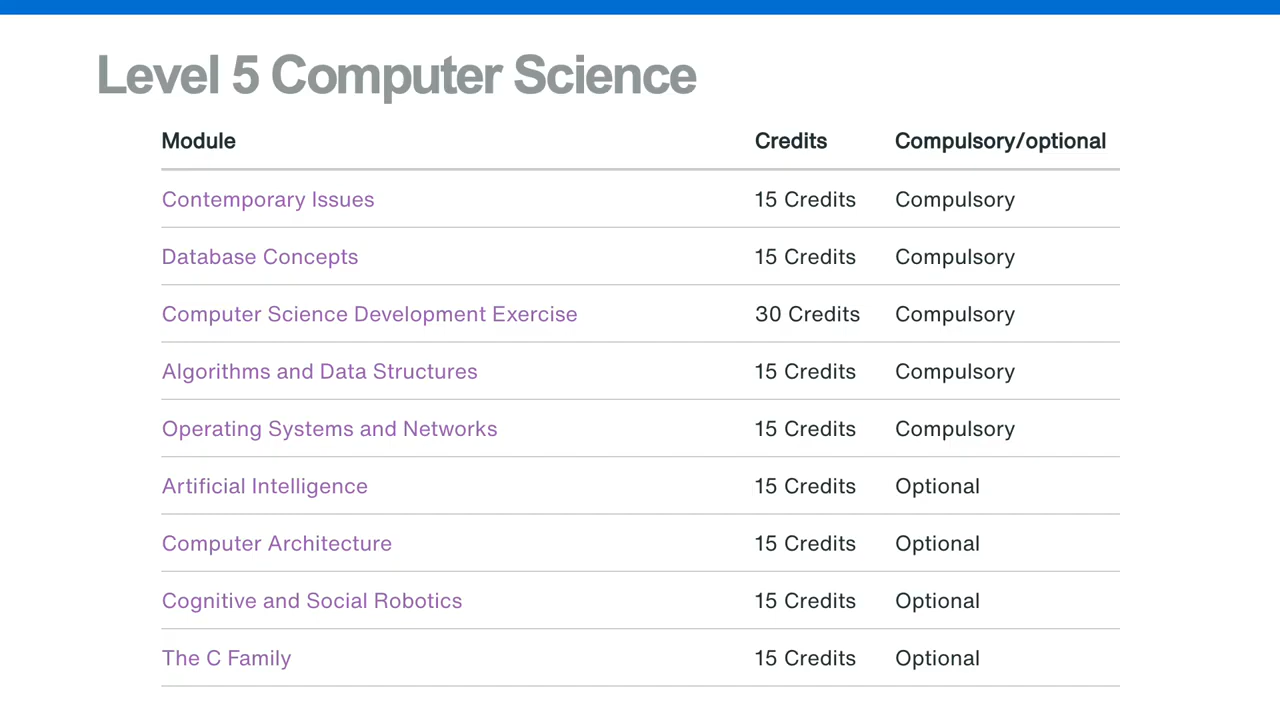 Level 5 Computer Science
Module Credits Compulsory/optional
Contemporary Issues 15 Credits Compulsory
Database Concepts 15 Credits Compulsory
Computer Science Development Exercise 30 Credits Compulsory
Algorithms and Data Structures 15 Credits Compulsory
Operating Systems and Networks 15 Credits Compulsory
Artificial Intelligence 15 Credits Optional
Computer Architecture 15 Credits Optional
Cognitive and Social Robotics 15 Credits Optional
The C Family 15 Credits Optional